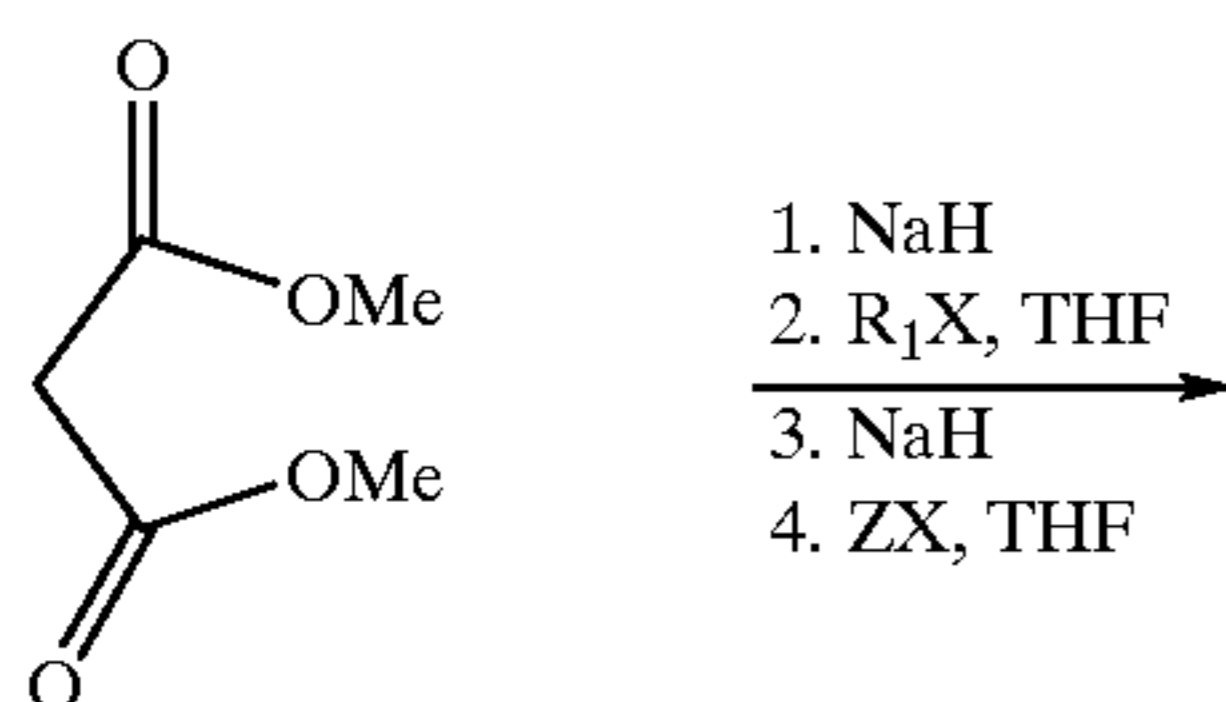 O
OMe
OMe
O
1. NaH
2. R₁X, THF
3. NaH
4. ZX, THF